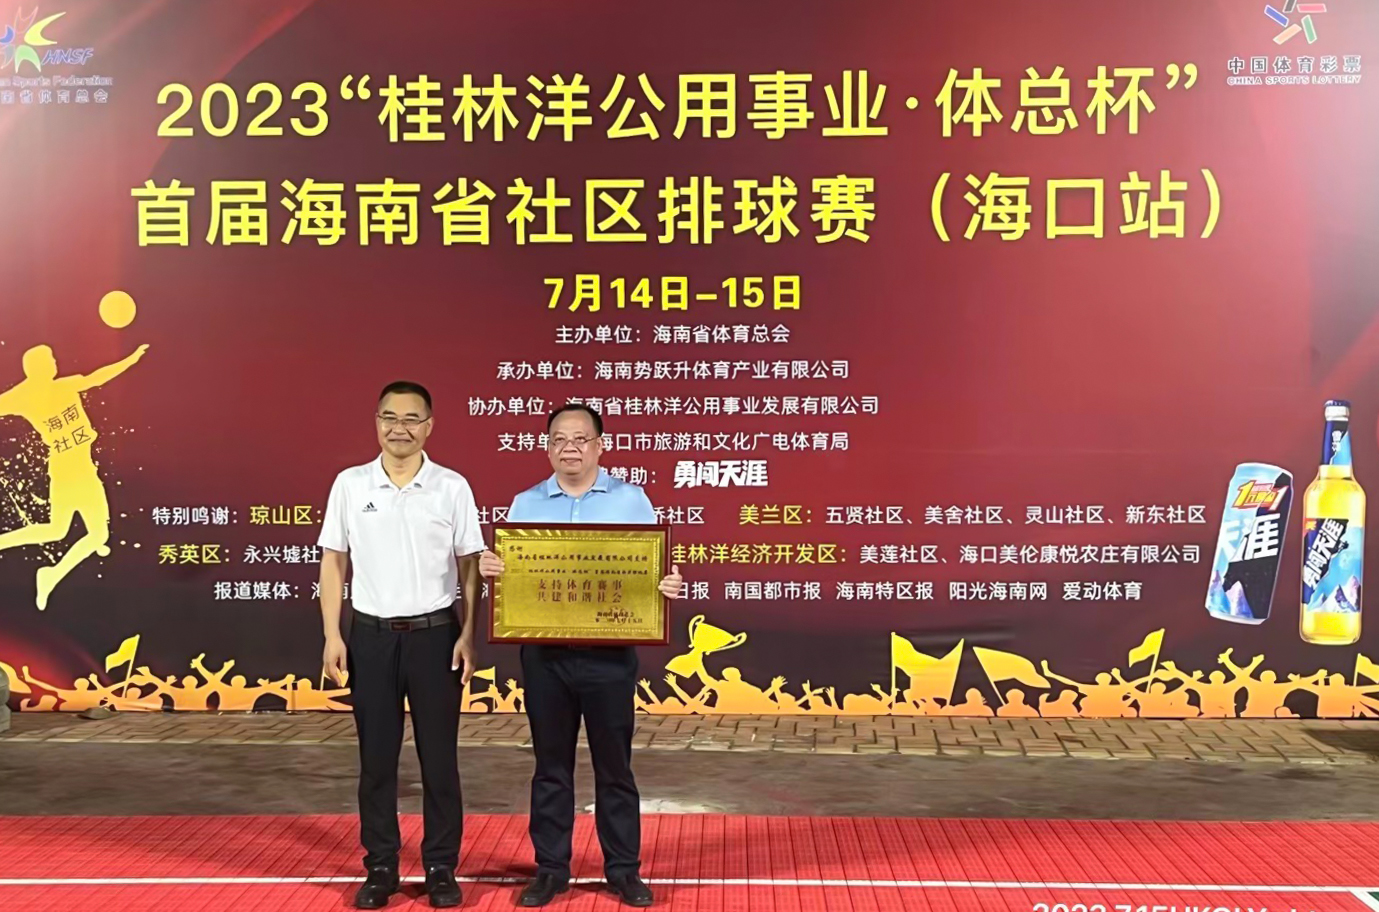 HNSF
Sports Federation
省体育总会
中国体育彩票
CHINA SPORTS LOTTERY
2023“桂林洋公用事业·体总杯”
首届海南省社区排球赛（海口站）
7月14日-15日
主办单位：海南省体育总会
承办单位：海南势跃升体育产业有限公司
协办单位：海南省桂林洋公用事业发展有限公司
支持单 海口市旅游和文化广电体育局
赞助：勇闯天涯
特别鸣谢：琼山区： 社区 社区 美兰区：五贤社区、美舍社区、灵山社区、新东社区
秀英区：永兴墟社 桂林洋经济开发区：美莲社区、海口美伦康悦农庄有限公司
报道媒体：海 日报 南国都市报 海南特区报 阳光海南网 爱动体育
海南
社区
adidas
支持体育赛事
共建和谐社会
天涯
勇闯天涯